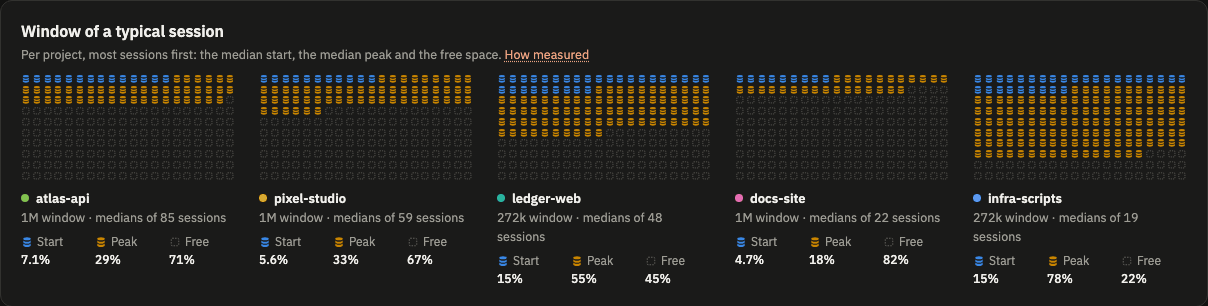 Window of a typical session
Per project, most sessions first: the median start, the median peak and the free space. How measured
atlas-api
1M window · medians of 85 sessions
Start Peak Free
7.1% 29% 71%
pixel-studio
1M window · medians of 59 sessions
Start Peak Free
5.6% 33% 67%
ledger-web
272k window · medians of 48
sessions
Start Peak Free
15% 55% 45%
docs-site
1M window · medians of 22 sessions
Start Peak Free
4.7% 18% 82%
infra-scripts
272k window · medians of 19
sessions
Start Peak Free
15% 78% 22%